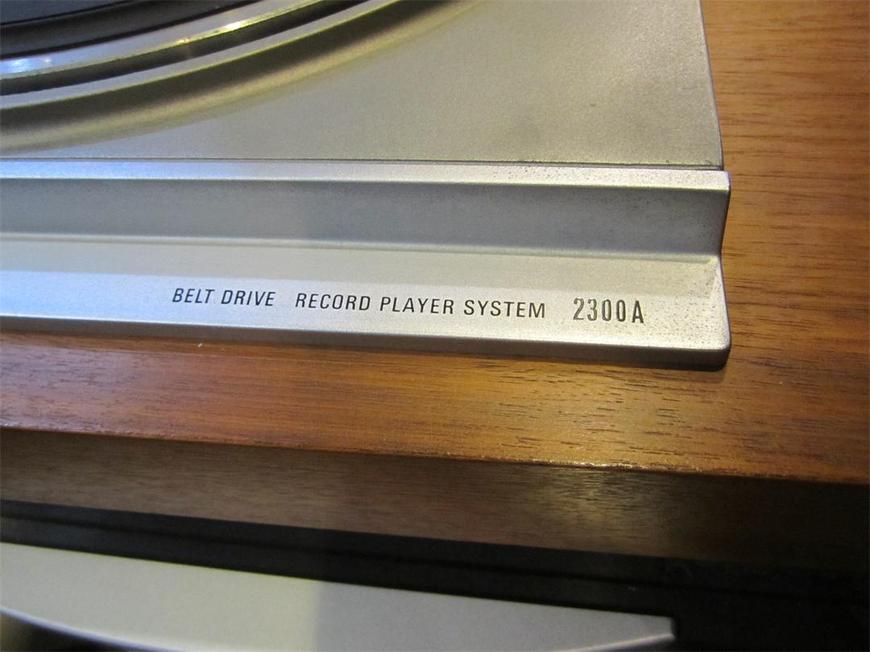 BELT DRIVE RECORD PLAYER SYSTEM 2300A